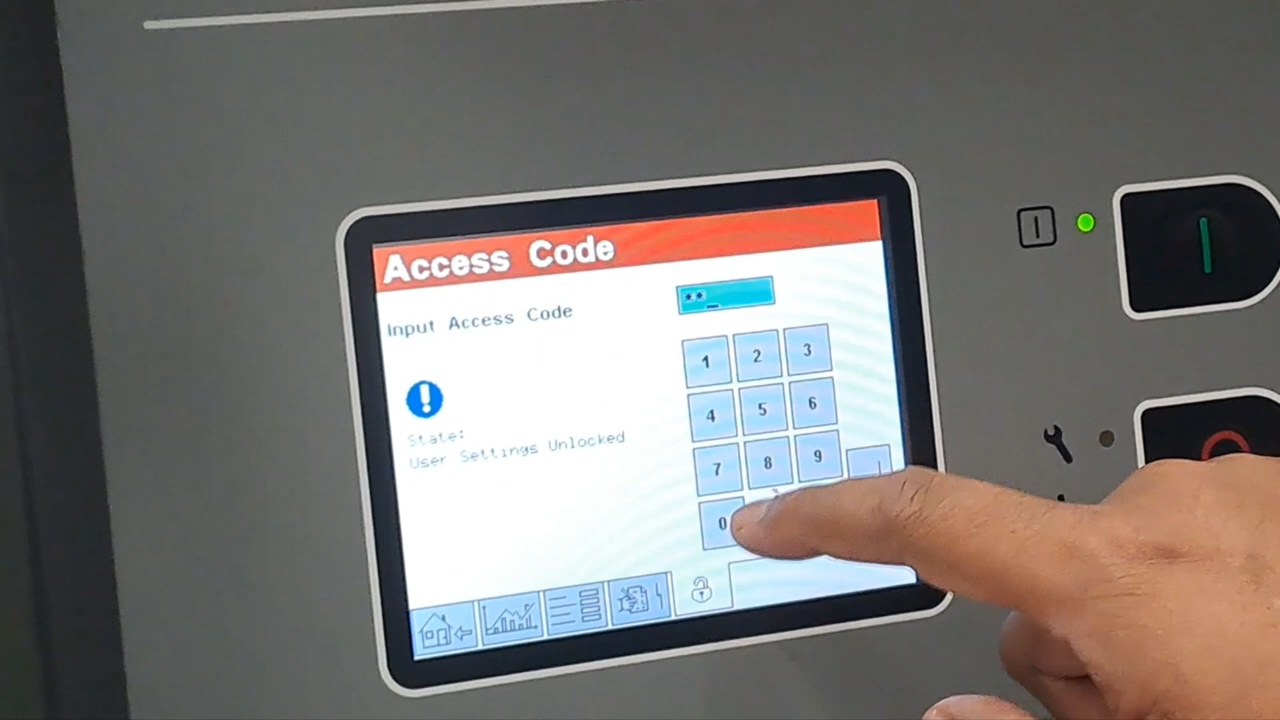 Access Code
Input Access Code
**_
1 2 3
4 5 6
7 8 9
0
State:
User Settings Unlocked